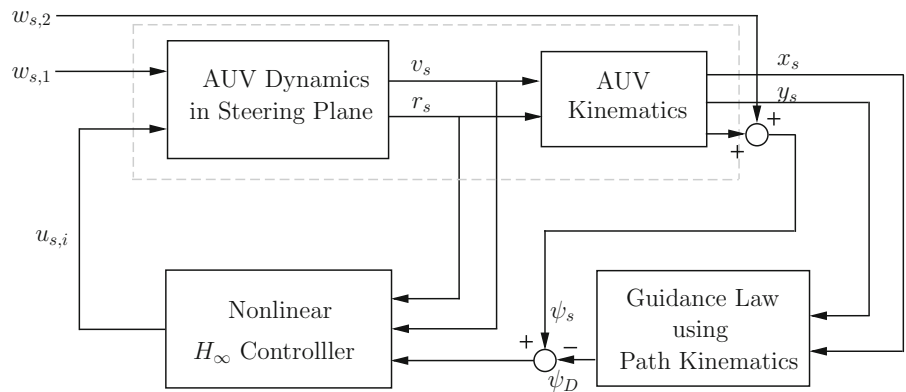 w_{s,2}
w_{s,1}
AUV Dynamics
in Steering Plane
v_s
r_s
AUV
Kinematics
x_s
y_s
+
+
u_{s,i}
Nonlinear
H_∞ Controlller
ψ_s
+
−
ψ_D
Guidance Law
using
Path Kinematics